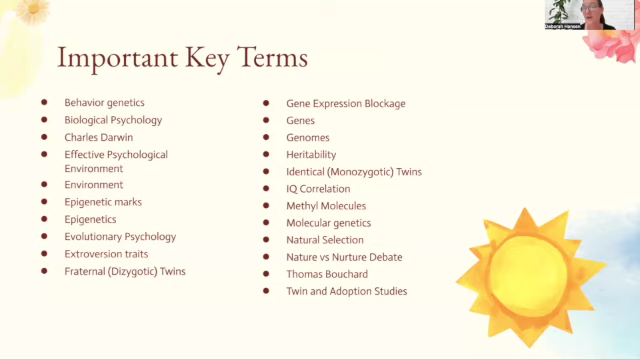 Deborah Hansen
Important Key Terms
Behavior genetics
Biological Psychology
Charles Darwin
Effective Psychological
Environment
Environment
Epigenetic marks
Epigenetics
Evolutionary Psychology
Extroversion traits
Fraternal (Dizygotic) Twins
Gene Expression Blockage
Genes
Genomes
Heritability
Identical (Monozygotic) Twins
IQ Correlation
Methyl Molecules
Molecular genetics
Natural Selection
Nature vs Nurture Debate
Thomas Bouchard
Twin and Adoption Studies